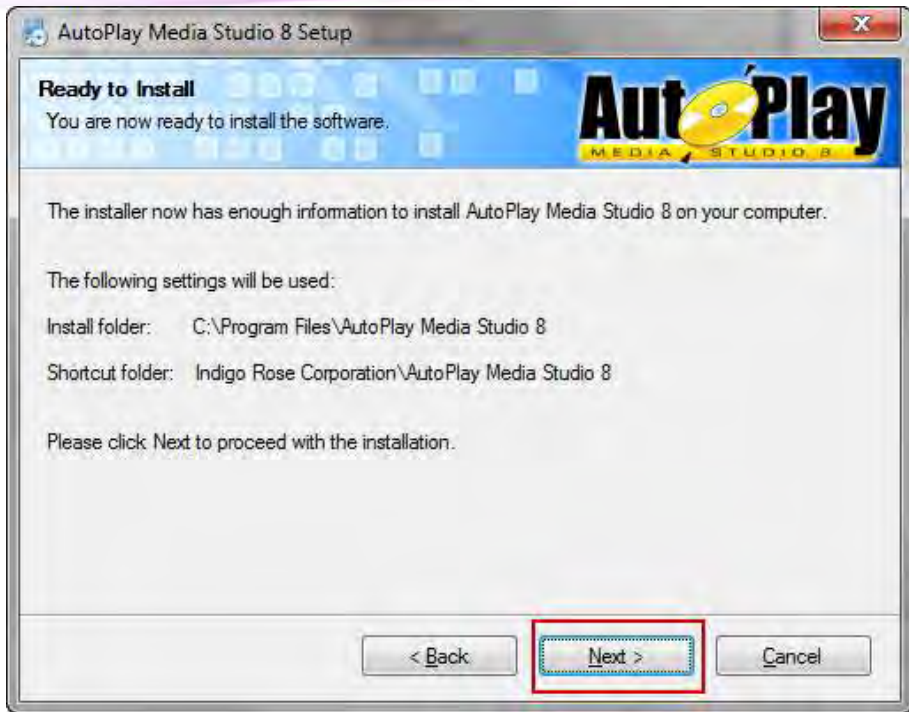 AutoPlay Media Studio 8 Setup
Ready to Install
You are now ready to install the software.
AutoPlay
MEDIA STUDIO 8
The installer now has enough information to install AutoPlay Media Studio 8 on your computer.
The following settings will be used:
Install folder: C:\Program Files\AutoPlay Media Studio 8
Shortcut folder: Indigo Rose Corporation\AutoPlay Media Studio 8
Please click Next to proceed with the installation.
< Back
Next >
Cancel